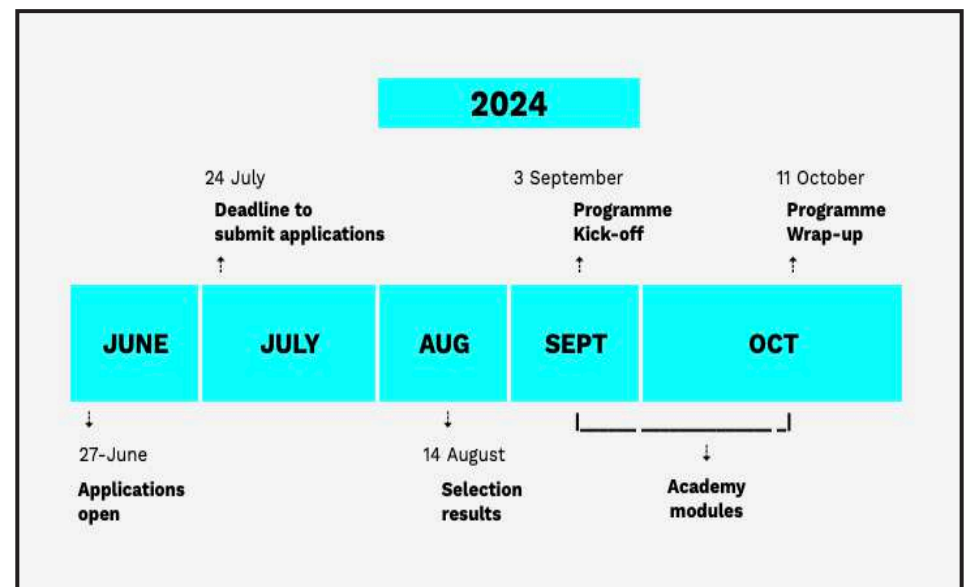 2024
24 July
Deadline to
submit applications
3 September
Programme
Kick-off
11 October
Programme
Wrap-up
JUNE
JULY
AUG
SEPT
OCT
27-June
Applications
open
14 August
Selection
results
Academy
modules